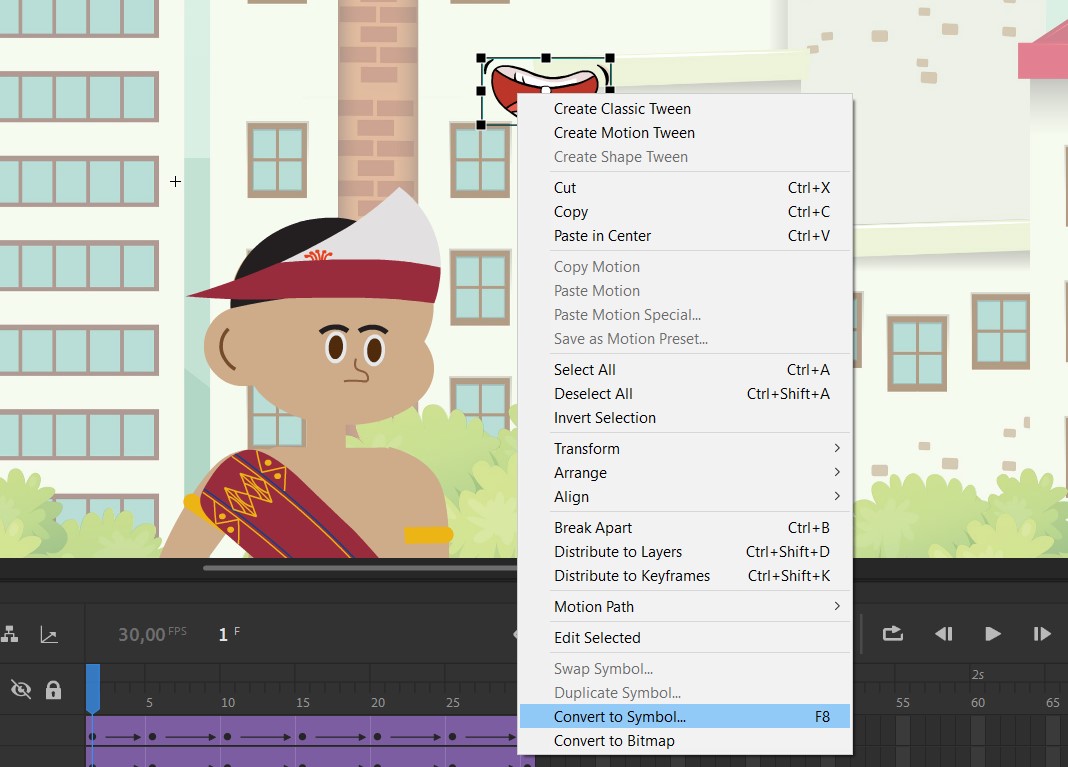 Create Classic Tween
Create Motion Tween
Create Shape Tween
Cut Ctrl+X
Copy Ctrl+C
Paste in Center Ctrl+V
Copy Motion
Paste Motion
Paste Motion Special...
Save as Motion Preset...
Select All Ctrl+A
Deselect All Ctrl+Shift+A
Invert Selection
Transform
Arrange
Align
Break Apart Ctrl+B
Distribute to Layers Ctrl+Shift+D
Distribute to Keyframes Ctrl+Shift+K
Motion Path
Edit Selected
Swap Symbol...
Duplicate Symbol...
Convert to Symbol... F8
Convert to Bitmap
30,00 FPS 1 F
2s
5 10 15 20 25 55 60 65